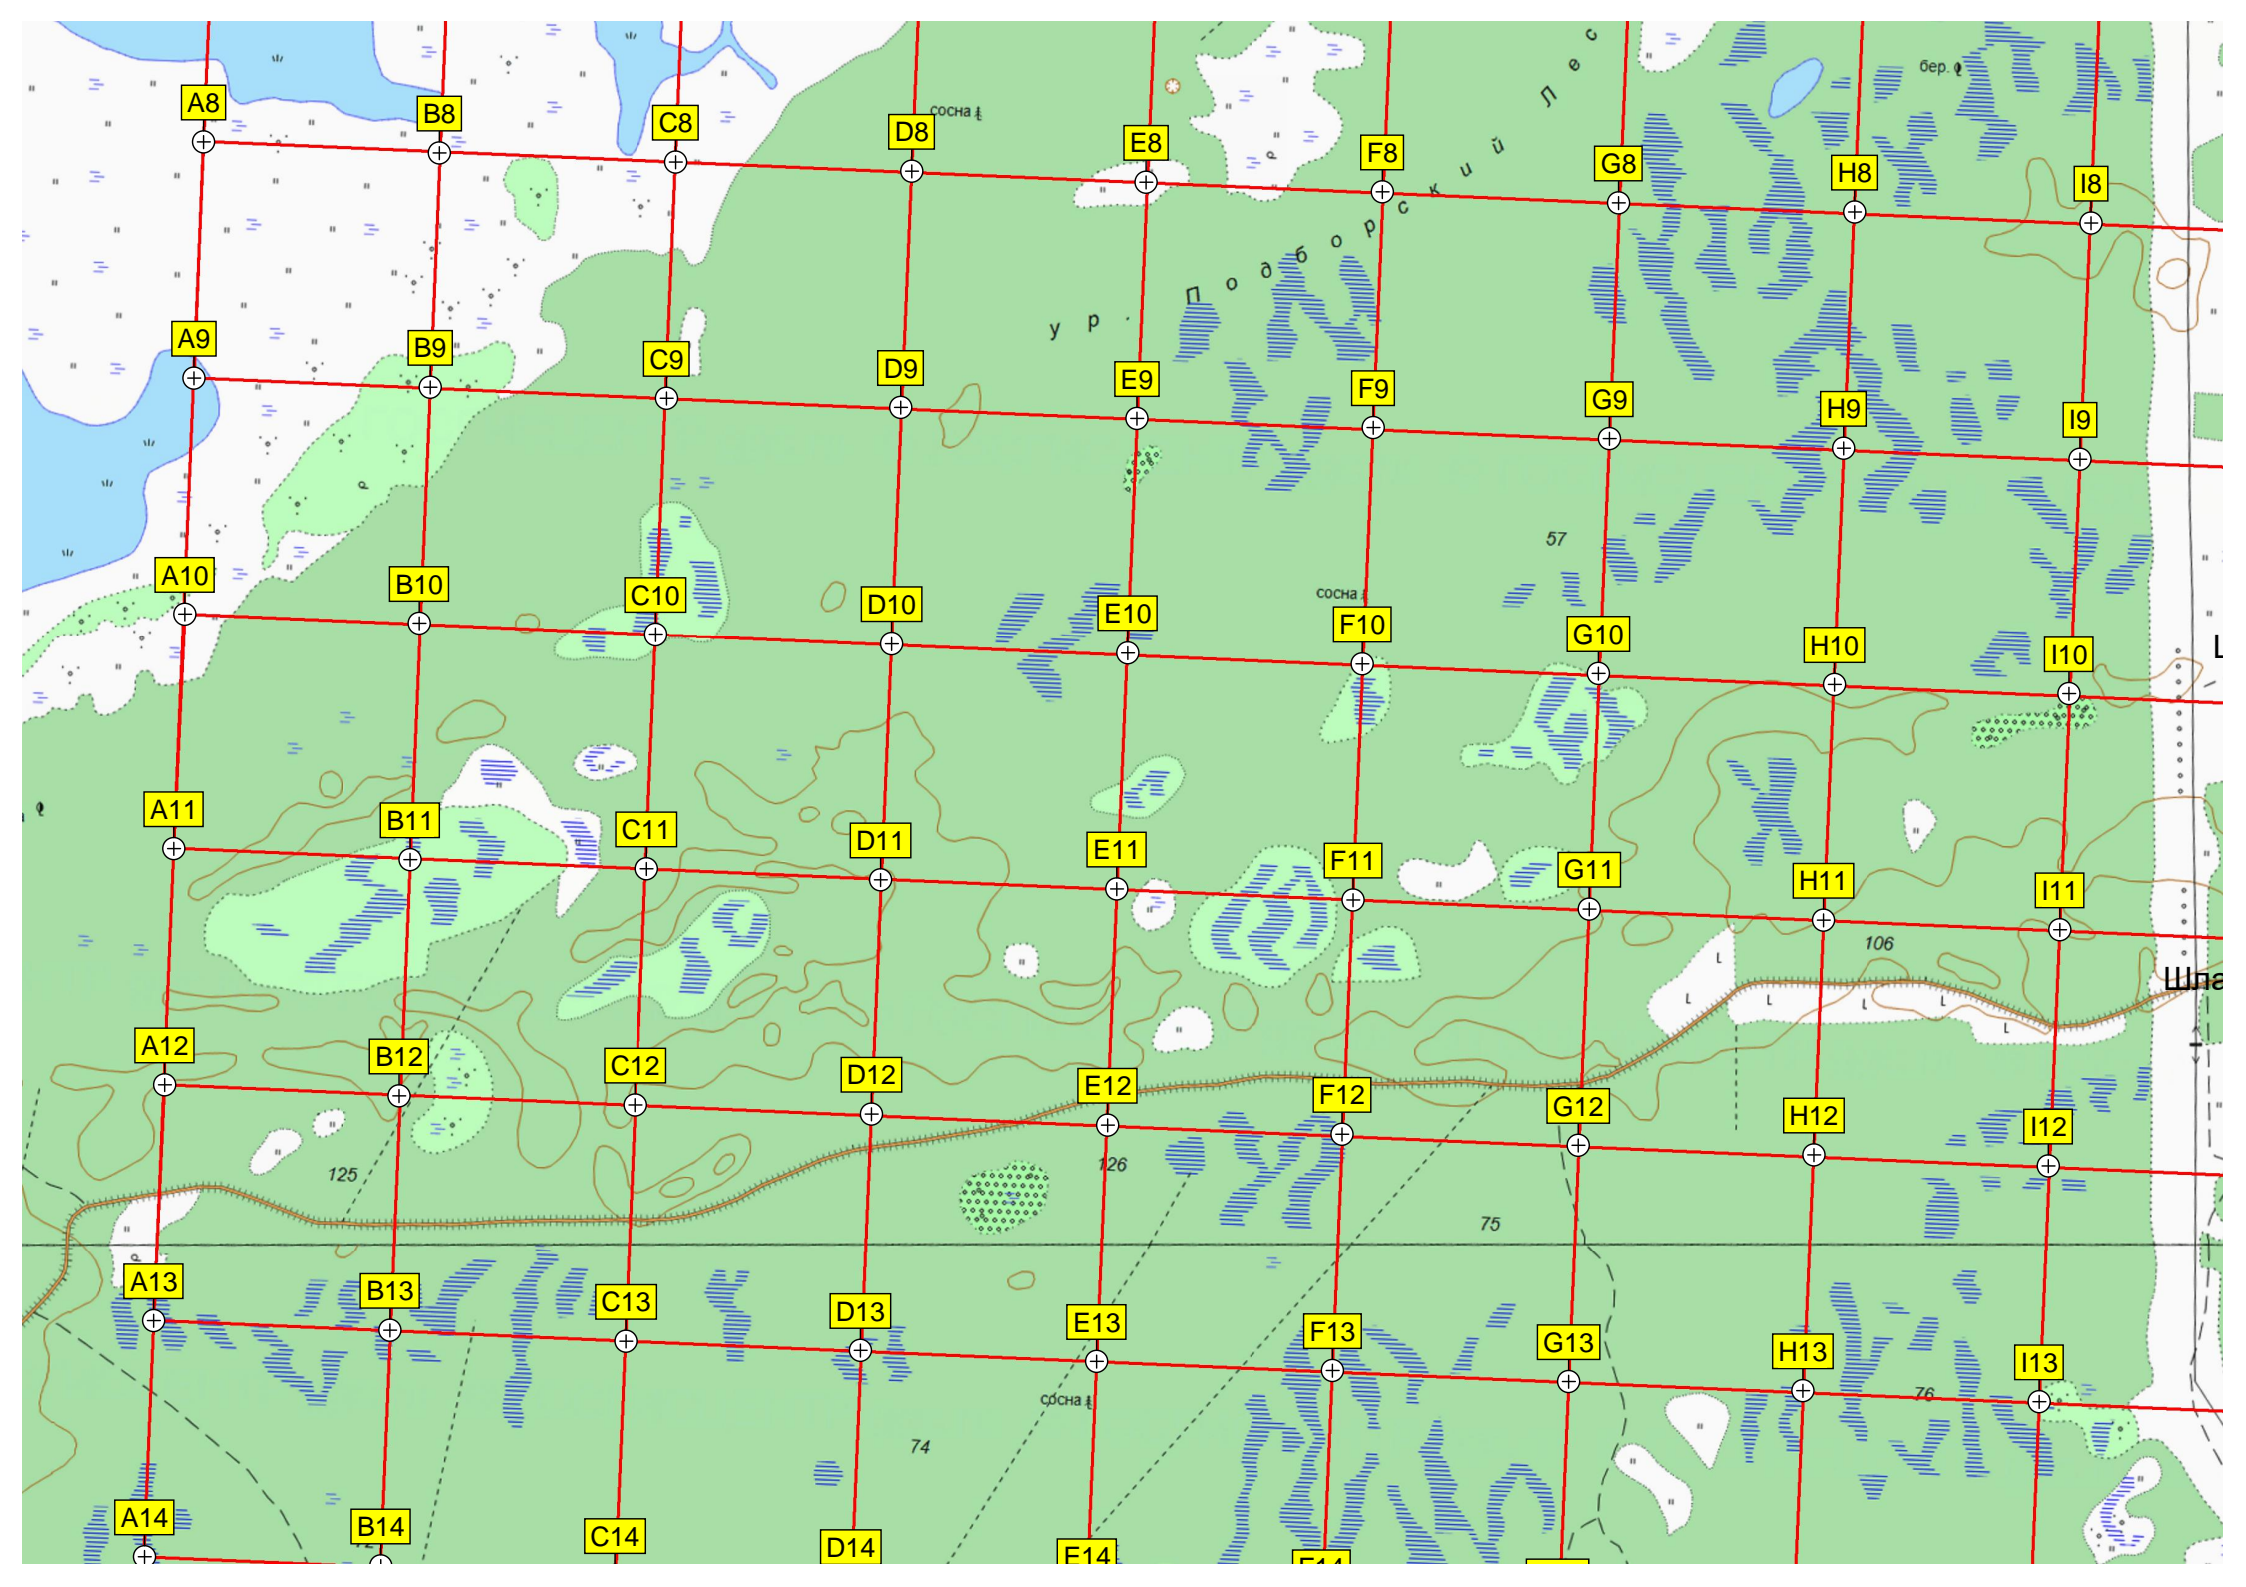 бер.
A8 B8 C8 D8 сосна E8 F8 G8 H8 I8
ур. Подборский Лес
A9 B9 C9 D9 E9 F9 G9 H9 I9
57
A10 B10 C10 D10 E10 сосна F10 G10 H10 I10
A11 B11 C11 D11 E11 F11 G11 H11 I11
106
Шла
A12 B12 C12 D12 E12 F12 G12 H12 I12
125 126
75
A13 B13 C13 D13 E13 F13 G13 H13 I13
сосна 76
74
A14 B14 C14 D14 E14 F14